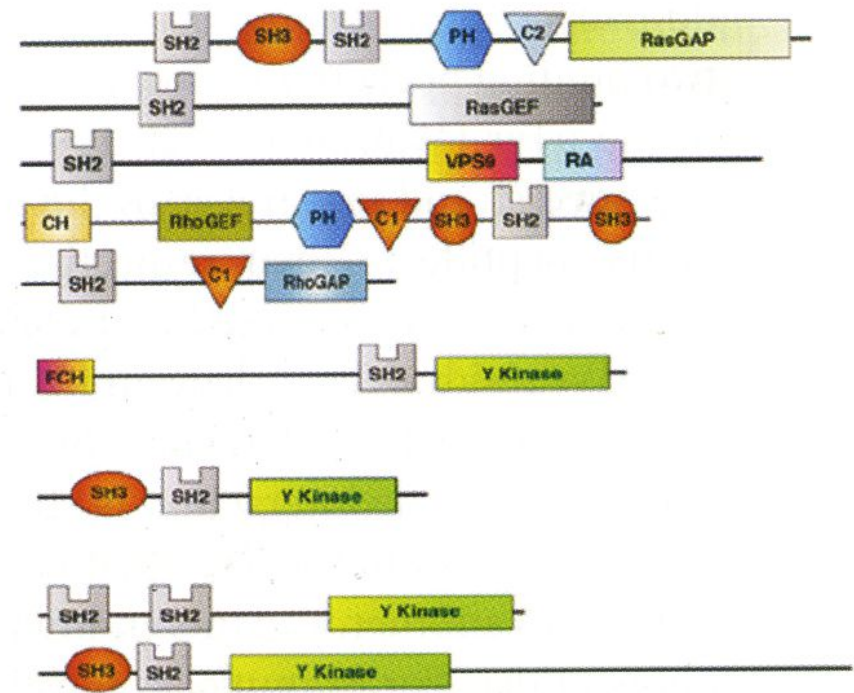 SH2 SH3 SH2 PH C2 RasGAP
SH2 RasGEF
SH2 VPS9 RA
CH RhoGEF PH C1 SH3 SH2 SH3
SH2 C1 RhoGAP
FCH SH2 Y Kinase
SH3 SH2 Y Kinase
SH2 SH2 Y Kinase
SH3 SH2 Y Kinase